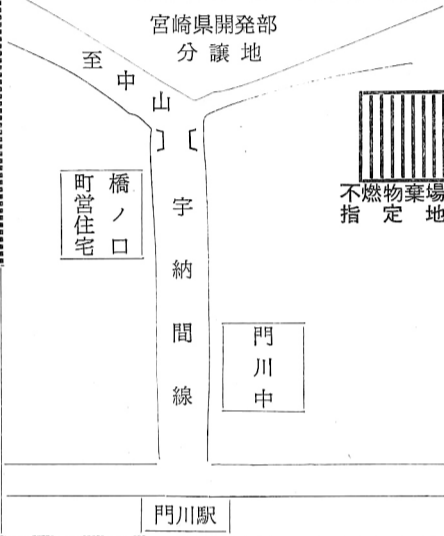 宮崎県開発部
分譲地
至中山
不燃物棄場
指定地
橋ノ口
町営住宅
宇納間線
門川中
門川駅